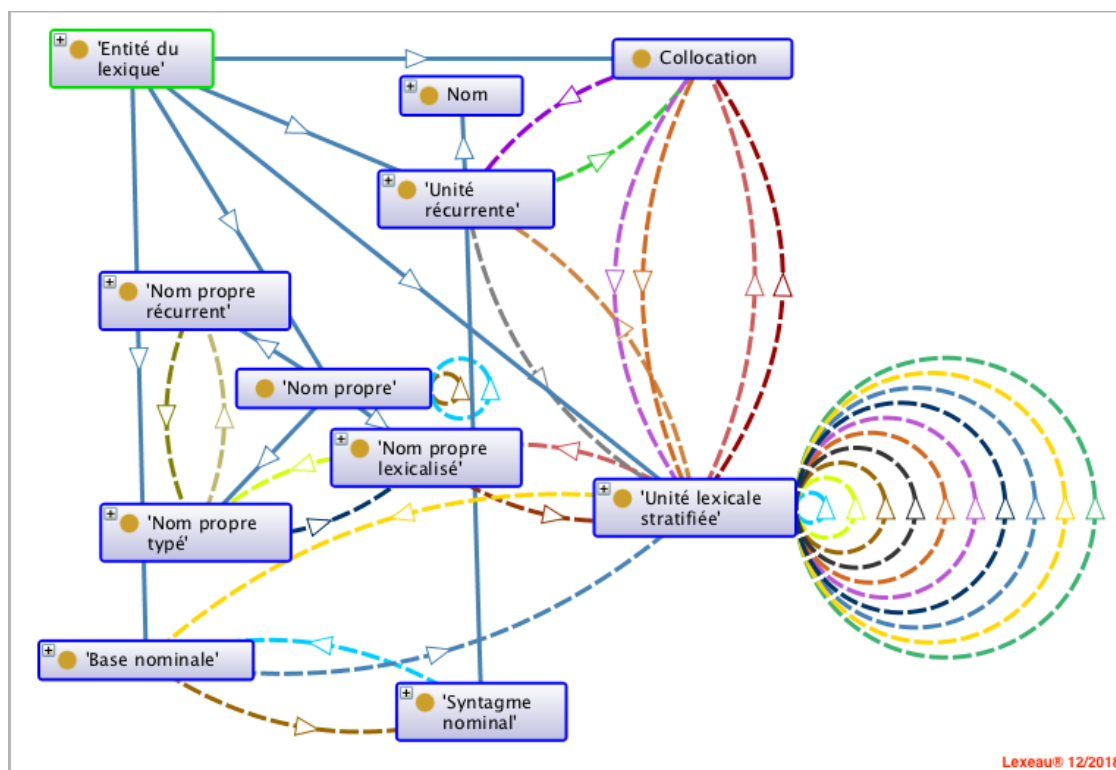 'Entité du
lexique'
Collocation
Nom
'Unité
récurrente'
'Nom propre
récurrent'
'Nom propre'
'Nom propre
lexicalisé'
'Unité lexicale
stratifiée'
'Nom propre
typé'
'Base nominale'
'Syntagme
nominal'
Lexeau® 12/2018